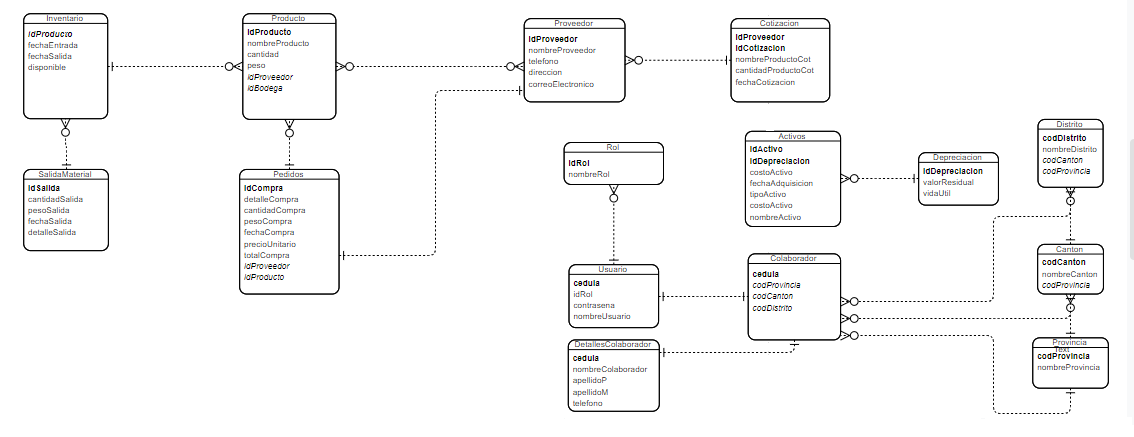 Inventario
idProducto
fechaEntrada
fechaSalida
disponible
Producto
idProducto
nombreProducto
cantidad
peso
idProveedor
idBodega
Proveedor
idProveedor
nombreProveedor
telefono
direccion
correoElectronico
Cotizacion
idProveedor
idCotizacion
nombreProductoCot
cantidadProductoCot
fechaCotizacion
SalidaMaterial
idSalida
cantidadSalida
pesoSalida
fechaSalida
detalleSalida
Pedidos
idCompra
detalleCompra
cantidadCompra
pesoCompra
fechaCompra
precioUnitario
totalCompra
idProveedor
idProducto
Rol
idRol
nombreRol
Activos
idActivo
idDepreciacion
costoActivo
fechaAdquisicion
tipoActivo
costoActivo
nombreActivo
Depreciacion
idDepreciacion
valorResidual
vidaUtil
Distrito
codDistrito
nombreDistrito
codCanton
codProvincia
Usuario
cedula
idRol
contrasena
nombreUsuario
Colaborador
cedula
codProvincia
codCanton
codDistrito
Canton
codCanton
nombreCanton
codProvincia
DetallesColaborador
cedula
nombreColaborador
apellidoP
apellidoM
telefono
Provincia
Text
codProvincia
nombreProvincia